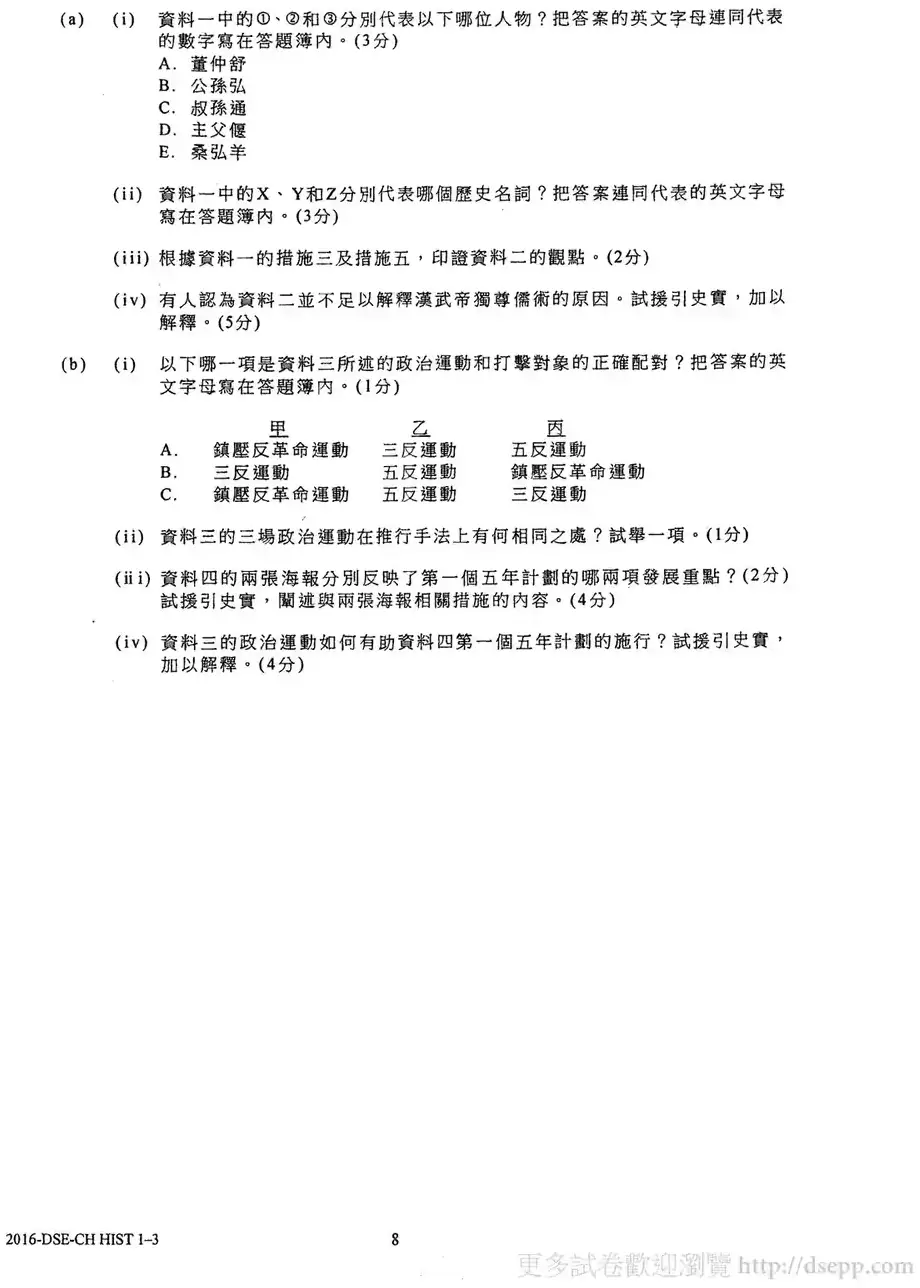 (a) (i) 資料一中的①、②和③分別代表以下哪位人物？把答案的英文字母連同代表
的數字寫在答題簿內。(3分)
A. 董仲舒
B. 公孫弘
C. 叔孫通
D. 主父偃
E. 桑弘羊
(ii) 資料一中的X、Y和Z分別代表哪個歷史名詞？把答案連同代表的英文字母
寫在答題簿內。(3分)
(iii) 根據資料一的措施三及措施五，印證資料二的觀點。(2分)
(iv) 有人認為資料二並不足以解釋漢武帝獨尊儒術的原因。試援引史實，加以
解釋。(5分)
(b) (i) 以下哪一項是資料三所述的政治運動和打擊對象的正確配對？把答案的英
文字母寫在答題簿內。(1分)
甲 乙 丙
A. 鎮壓反革命運動 三反運動 五反運動
B. 三反運動 五反運動 鎮壓反革命運動
C. 鎮壓反革命運動 五反運動 三反運動
(ii) 資料三的三場政治運動在推行手法上有何相同之處？試舉一項。(1分)
(iii) 資料四的兩張海報分別反映了第一個五年計劃的哪兩項發展重點？(2分)
試援引史實，闡述與兩張海報相關措施的內容。(4分)
(iv) 資料三的政治運動如何有助資料四第一個五年計劃的施行？試援引史實，
加以解釋。(4分)
2016-DSE-CH HIST 1–3 8
更多試卷歡迎瀏覽 http://dsepp.com